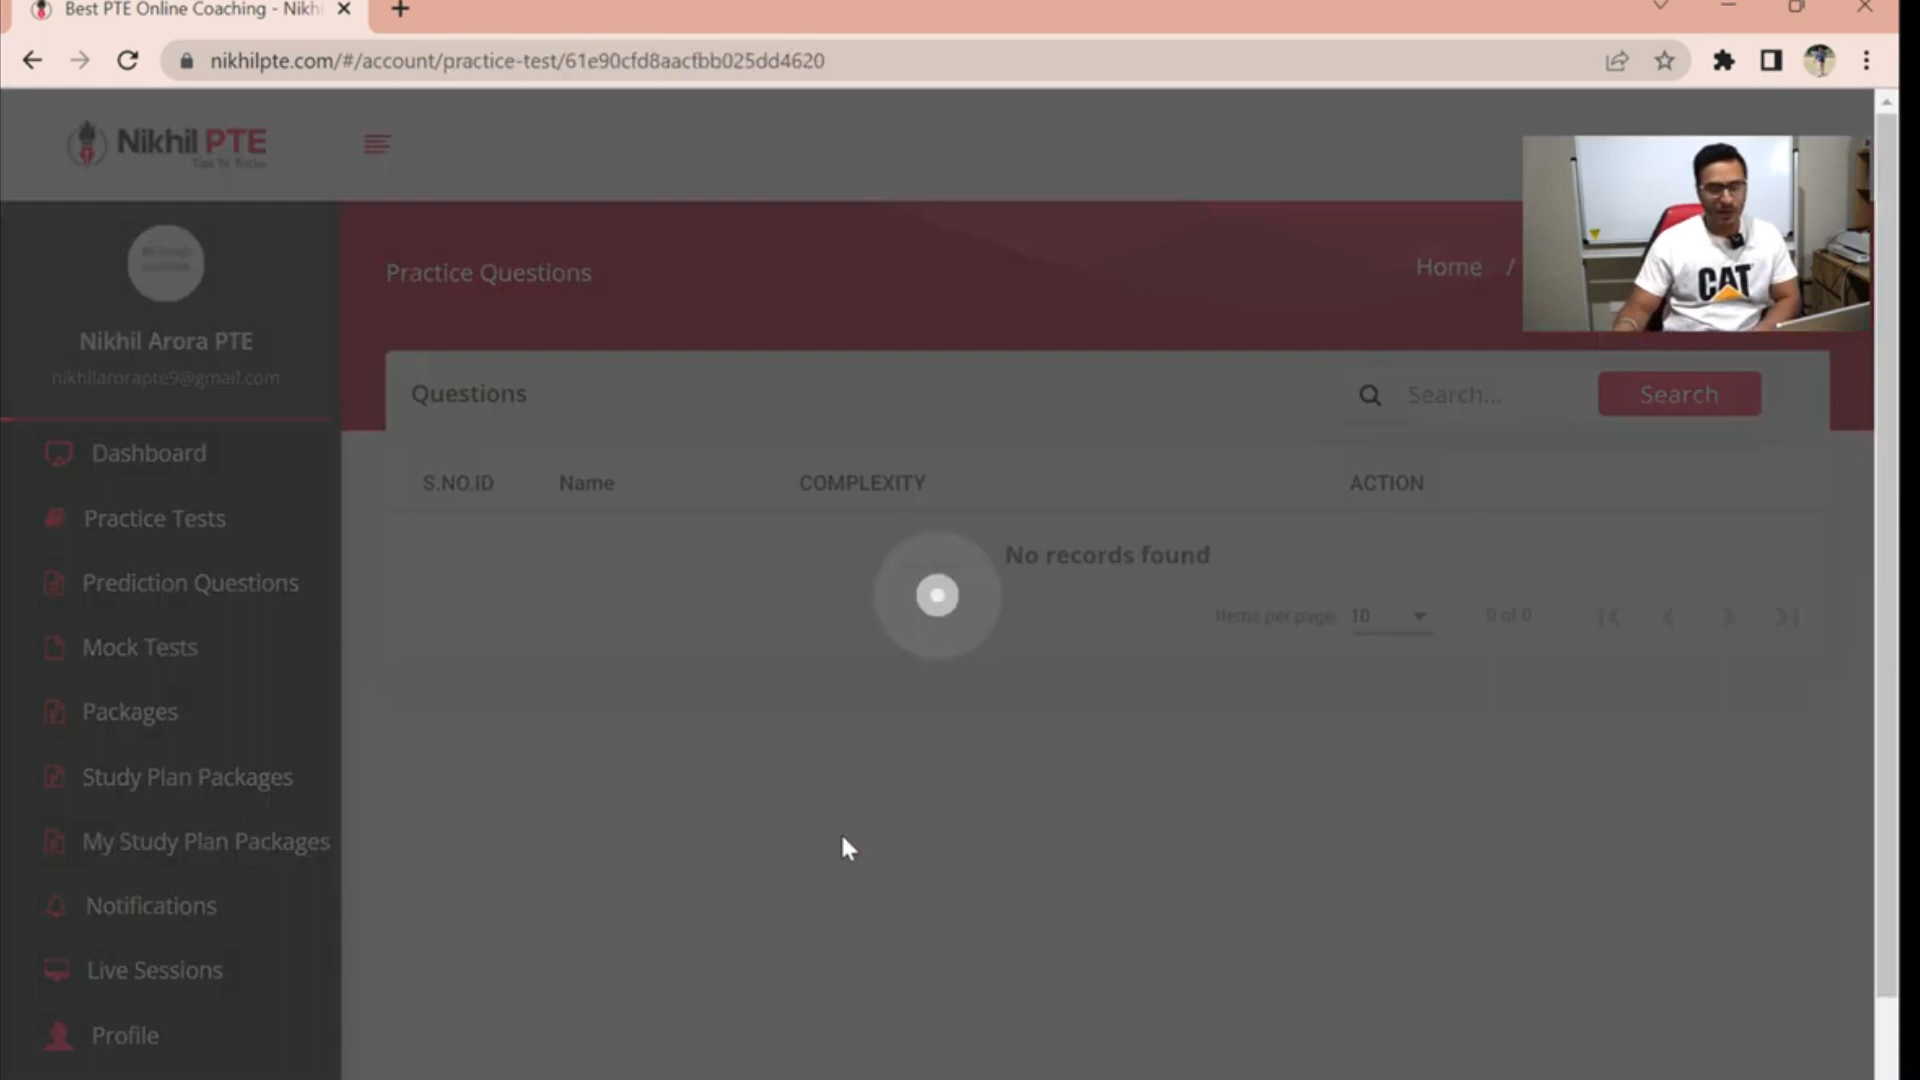 Best PTE Online Coaching - Nikhi
nikhilpte.com/#/account/practice-test/61e90cfd8aacfbb025dd4620
Nikhil PTE
Tips 'N' Tricks
Practice Questions
Home /
CAT
Nikhil Arora PTE
nikhilarorapte9@gmail.com
Questions
Search...
Search
S.NO.ID Name COMPLEXITY ACTION
No records found
Items per page: 10 0 of 0
Dashboard
Practice Tests
Prediction Questions
Mock Tests
Packages
Study Plan Packages
My Study Plan Packages
Notifications
Live Sessions
Profile